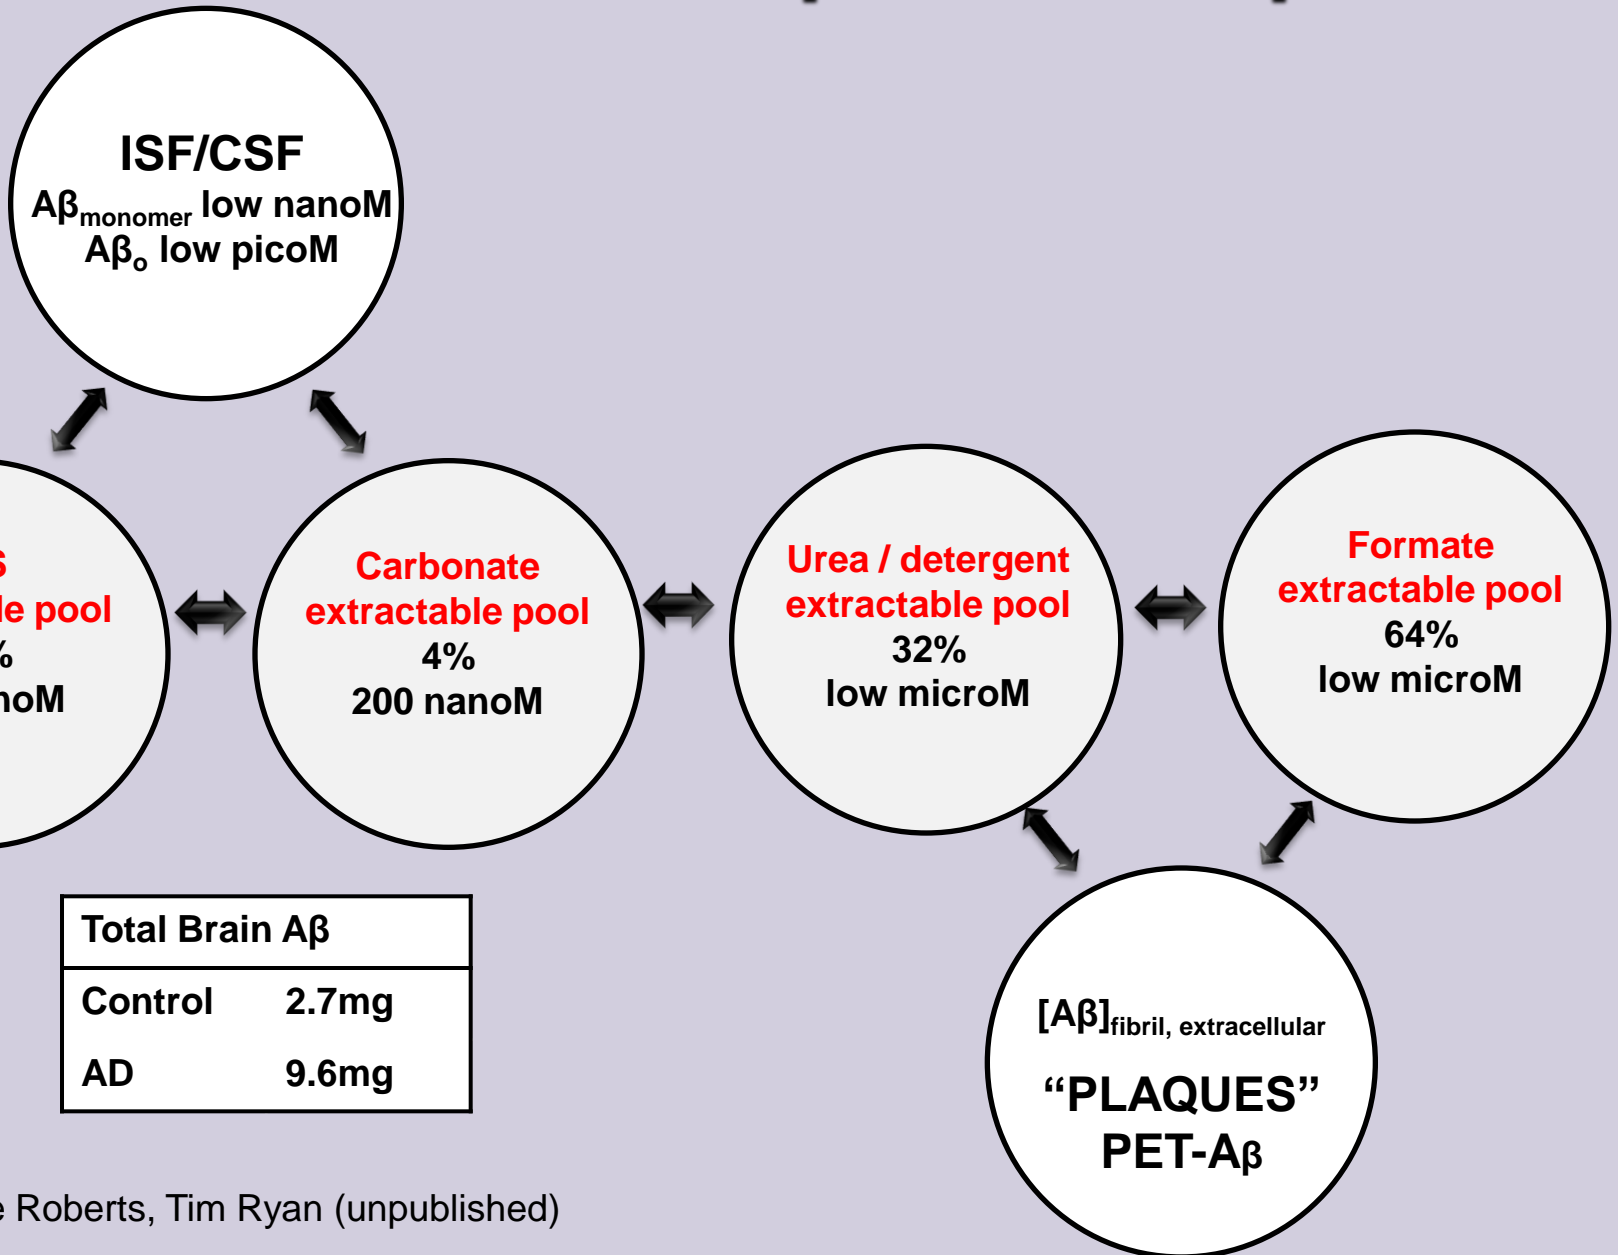 ISF/CSF
Aβmonomer low nanoM
Aβo low picoM
S
le pool
%
noM
Carbonate
extractable pool
4%
200 nanoM
Urea / detergent
extractable pool
32%
low microM
Formate
extractable pool
64%
low microM
Total Brain Aβ
Control 2.7mg
AD 9.6mg
[Aβ]fibril, extracellular
“PLAQUES”
PET-Aβ
e Roberts, Tim Ryan (unpublished)